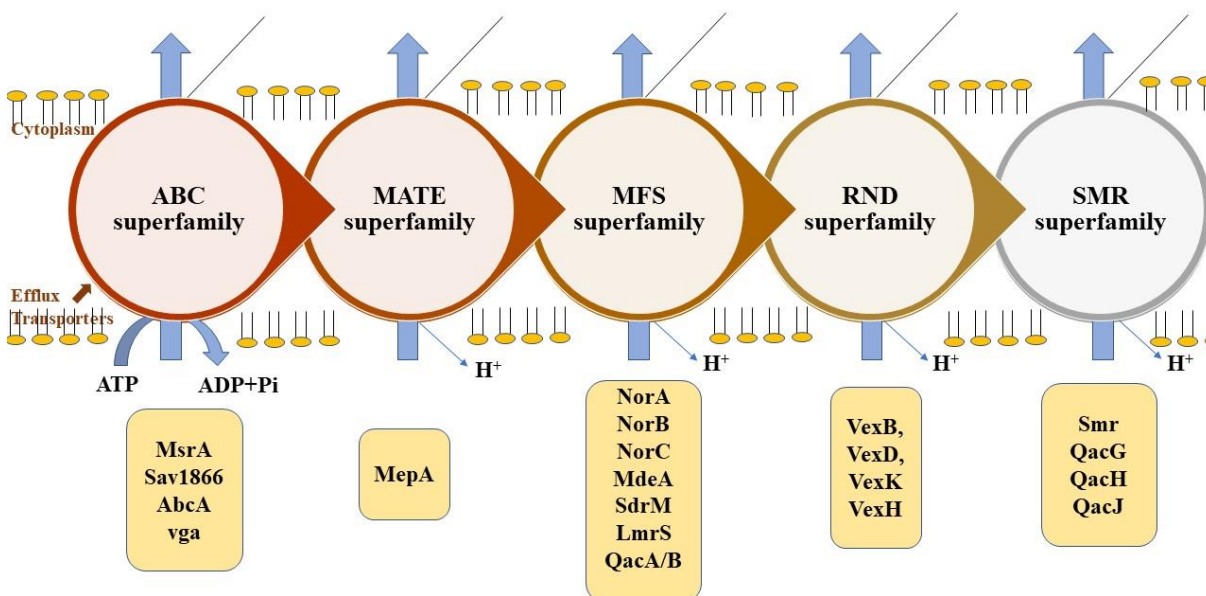 Cytoplasm
ABC
superfamily
MATE
superfamily
MFS
superfamily
RND
superfamily
SMR
superfamily
Efflux
Transporters
ATP
ADP+Pi
H⁺
H⁺
H⁺
H⁺
MsrA
Sav1866
AbcA
vga
MepA
NorA
NorB
NorC
MdeA
SdrM
LmrS
QacA/B
VexB,
VexD,
VexK
VexH
Smr
QacG
QacH
QacJ